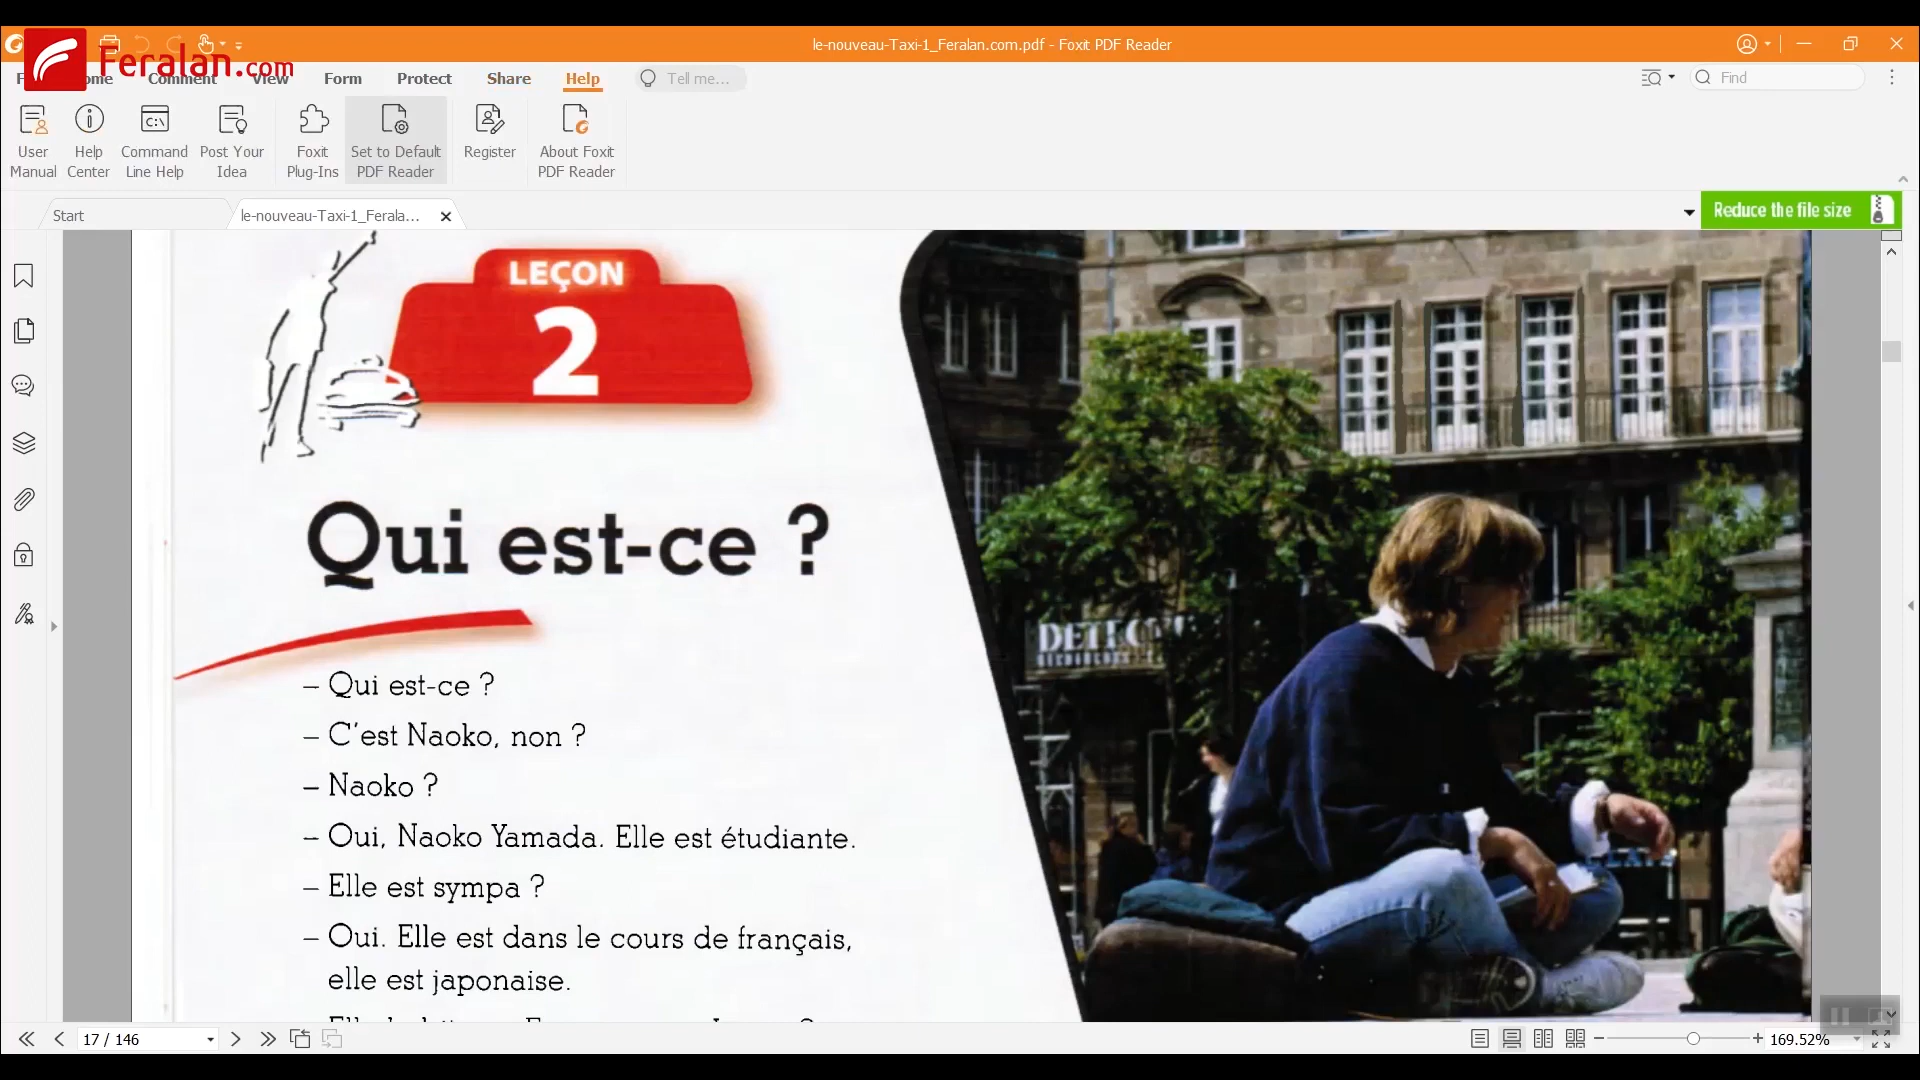 le-nouveau-Taxi-1_Feralan.com.pdf - Foxit PDF Reader
Feralan.com
Comment View Form Protect Share Help Tell me... Find
User Manual
Help Center
Command Line Help
Post Your Idea
Foxit Plug-Ins
Set to Default PDF Reader
Register
About Foxit PDF Reader
Start
le-nouveau-Taxi-1_Ferala...
Reduce the file size
LEÇON
2
Qui est-ce ?
– Qui est-ce ?
– C'est Naoko, non ?
– Naoko ?
– Oui, Naoko Yamada. Elle est étudiante.
– Elle est sympa ?
– Oui. Elle est dans le cours de français,
elle est japonaise.
17 / 146
169.52%